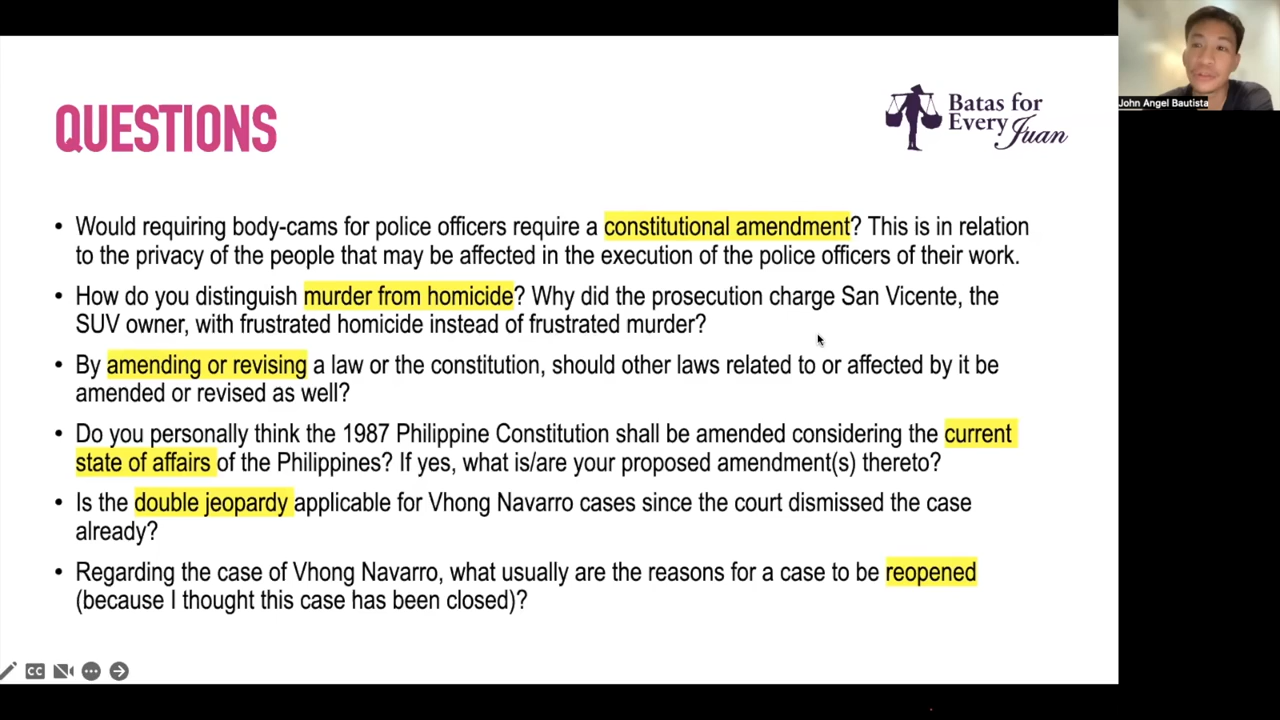 John Angel Bautista
QUESTIONS
Batas for
Every Juan
• Would requiring body-cams for police officers require a constitutional amendment? This is in relation
to the privacy of the people that may be affected in the execution of the police officers of their work.
• How do you distinguish murder from homicide? Why did the prosecution charge San Vicente, the
SUV owner, with frustrated homicide instead of frustrated murder?
• By amending or revising a law or the constitution, should other laws related to or affected by it be
amended or revised as well?
• Do you personally think the 1987 Philippine Constitution shall be amended considering the current
state of affairs of the Philippines? If yes, what is/are your proposed amendment(s) thereto?
• Is the double jeopardy applicable for Vhong Navarro cases since the court dismissed the case
already?
• Regarding the case of Vhong Navarro, what usually are the reasons for a case to be reopened
(because I thought this case has been closed)?
CC